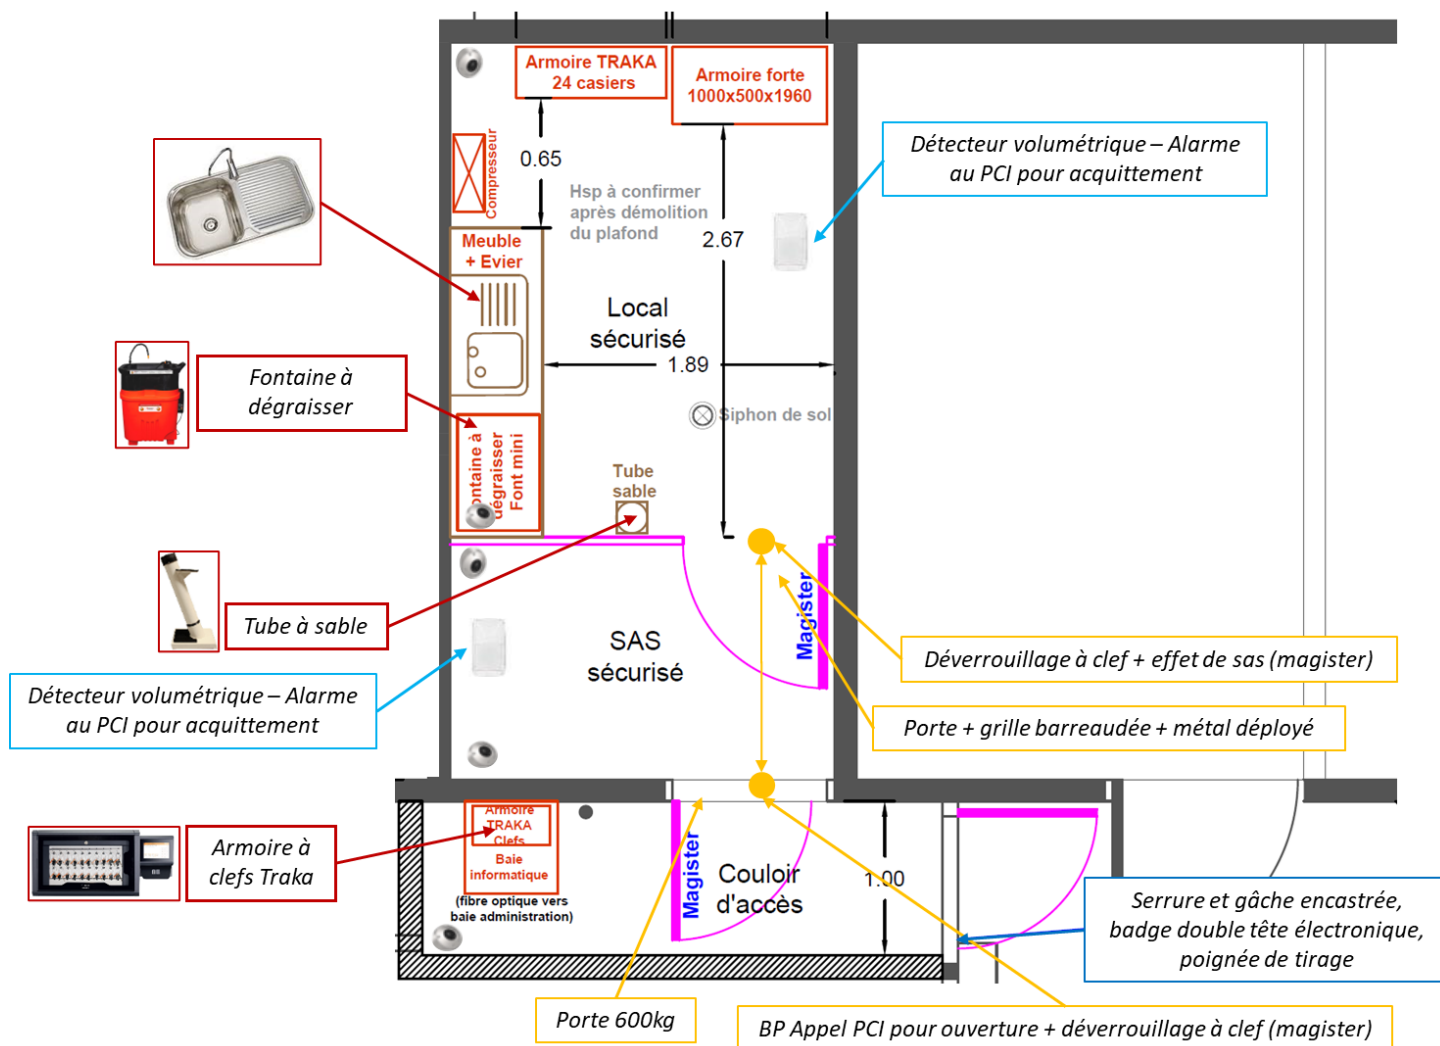 Armoire TRAKA
24 casiers
Armoire forte
1000x500x1960
Compresseur
0.65
Hsp à confirmer
après démolition
du plafond
2.67
Détecteur volumétrique – Alarme
au PCI pour acquittement
Meuble
+ Evier
Local
sécurisé
1.89
Fontaine à
dégraisser
Siphon de sol
ontaine à
dégraisser
Font mini
Tube
sable
Tube à sable
SAS
sécurisé
Magister
Déverrouillage à clef + effet de sas (magister)
Détecteur volumétrique – Alarme
au PCI pour acquittement
Porte + grille barreaudée + métal déployé
Armoire
TRAKA
Clefs
Baie
informatique
(fibre optique vers
baie administration)
Armoire à
clefs Traka
Magister
Couloir
d'accès
1.00
Serrure et gâche encastrée,
badge double tête électronique,
poignée de tirage
Porte 600kg
BP Appel PCI pour ouverture + déverrouillage à clef (magister)